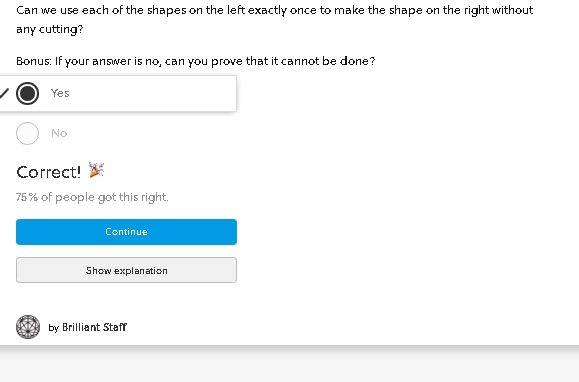 Can we use each of the shapes on the left exactly once to make the shape on the right without
any cutting?
Bonus: If your answer is no, can you prove that it cannot be done?
Yes
No
Correct!
75% of people got this right.
Continue
Show explanation
by Brilliant Staff